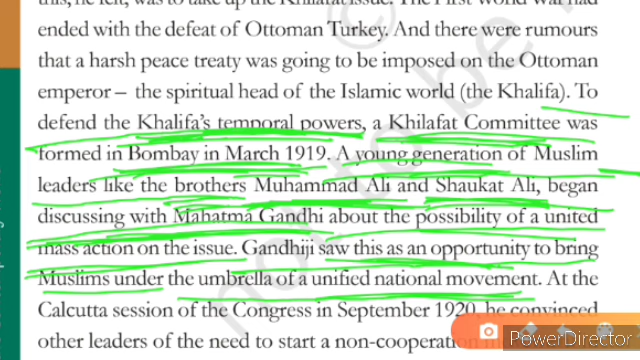 this, he felt, was to take up the Khilafat issue. The First World War had
ended with the defeat of Ottoman Turkey. And there were rumours
that a harsh peace treaty was going to be imposed on the Ottoman
emperor – the spiritual head of the Islamic world (the Khalifa). To
defend the Khalifa's temporal powers, a Khilafat Committee was
formed in Bombay in March 1919. A young generation of Muslim
leaders like the brothers Muhammad Ali and Shaukat Ali, began
discussing with Mahatma Gandhi about the possibility of a united
mass action on the issue. Gandhiji saw this as an opportunity to bring
Muslims under the umbrella of a unified national movement. At the
Calcutta session of the Congress in September 1920, he convinced
other leaders of the need to start a non-cooperation
PowerDirector